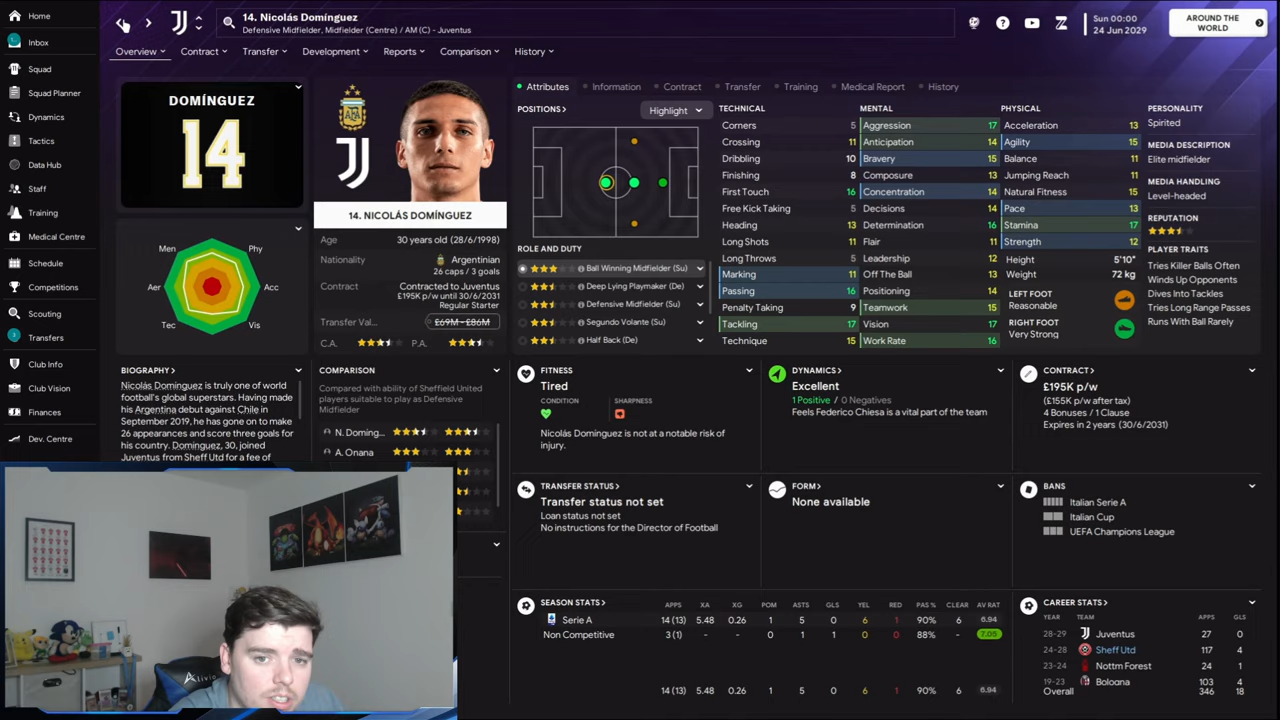 Home
Inbox
Squad
Squad Planner
Dynamics
Tactics
Data Hub
Staff
Training
Medical Centre
Schedule
Competitions
Scouting
Transfers
Club Info
Club Vision
Finances
Dev. Centre
14. Nicolás Domínguez
Defensive Midfielder, Midfielder (Centre) / AM (C) - Juventus
Sun 00:00
24 Jun 2029
AROUND THE
WORLD
Overview
Contract
Transfer
Development
Reports
Comparison
History
DOMÍNGUEZ
14
14. NICOLÁS DOMÍNGUEZ
Men
Phy
Aer
Acc
Tec
Vis
Age 30 years old (28/6/1998)
Nationality Argentinian
26 caps / 3 goals
Contract Contracted to Juventus
£195K p/w until 30/6/2031
Regular Starter
Transfer Val... £69M - £86M
C.A.
P.A.
Attributes
Information
Contract
Transfer
Training
Medical Report
History
POSITIONS>
Highlight
ROLE AND DUTY
Ball Winning Midfielder (Su)
Deep Lying Playmaker (De)
Defensive Midfielder (Su)
Segundo Volante (Su)
Half Back (De)
TECHNICAL
Corners 5
Crossing 11
Dribbling 10
Finishing 8
First Touch 16
Free Kick Taking 5
Heading 13
Long Shots 11
Long Throws 5
Marking 11
Passing 16
Penalty Taking 9
Tackling 17
Technique 15
MENTAL
Aggression 17
Anticipation 14
Bravery 15
Composure 13
Concentration 14
Decisions 14
Determination 16
Flair 11
Leadership 12
Off The Ball 13
Positioning 14
Teamwork 15
Vision 17
Work Rate 16
PHYSICAL
Acceleration 13
Agility 15
Balance 11
Jumping Reach 11
Natural Fitness 15
Pace 13
Stamina 17
Strength 12
Height 5'10"
Weight 72 kg
LEFT FOOT
Reasonable
RIGHT FOOT
Very Strong
PERSONALITY
Spirited
MEDIA DESCRIPTION
Elite midfielder
MEDIA HANDLING
Level-headed
REPUTATION
PLAYER TRAITS
Tries Killer Balls Often
Winds Up Opponents
Dives Into Tackles
Tries Long Range Passes
Runs With Ball Rarely
BIOGRAPHY>
Nicolás Domínguez is truly one of world
football's global superstars. Having made
his Argentina debut against Chile in
September 2019, he has gone on to make
26 appearances and score three goals for
his country. Domínguez, 30, joined
Juventus from Sheff Utd for a fee of
COMPARISON
Compared with ability of Sheffield United
players suitable to play as Defensive
Midfielder
N. Doming...
A. Onana
FITNESS
Tired
CONDITION
SHARPNESS
Nicolás Domínguez is not at a notable risk of
injury.
DYNAMICS>
Excellent
1 Positive / 0 Negatives
Feels Federico Chiesa is a vital part of the team
CONTRACT>
£195K p/w
(£155K p/w after tax)
4 Bonuses / 1 Clause
Expires in 2 years (30/6/2031)
TRANSFER STATUS>
Transfer status not set
Loan status not set
No instructions for the Director of Football
FORM>
None available
BANS
Italian Serie A
Italian Cup
UEFA Champions League
SEASON STATS> APPS XA XG POM ASTS GLS YEL RED PAS % CLEAR AV RAT
Serie A 14 (13) 5.48 0.26 1 5 0 6 1 90% 6 6.94
Non Competitive 3 (1) - - 0 1 1 0 0 88% - 7.05
14 (13) 5.48 0.26 1 5 0 6 1 90% 6 6.94
CAREER STATS>
YEAR TEAM APPS GLS
28-29 Juventus 27 0
24-28 Sheff Utd 117 4
23-24 Nottm Forest 24 1
19-23 Bologna 103 4
Overall 346 18
Alivio